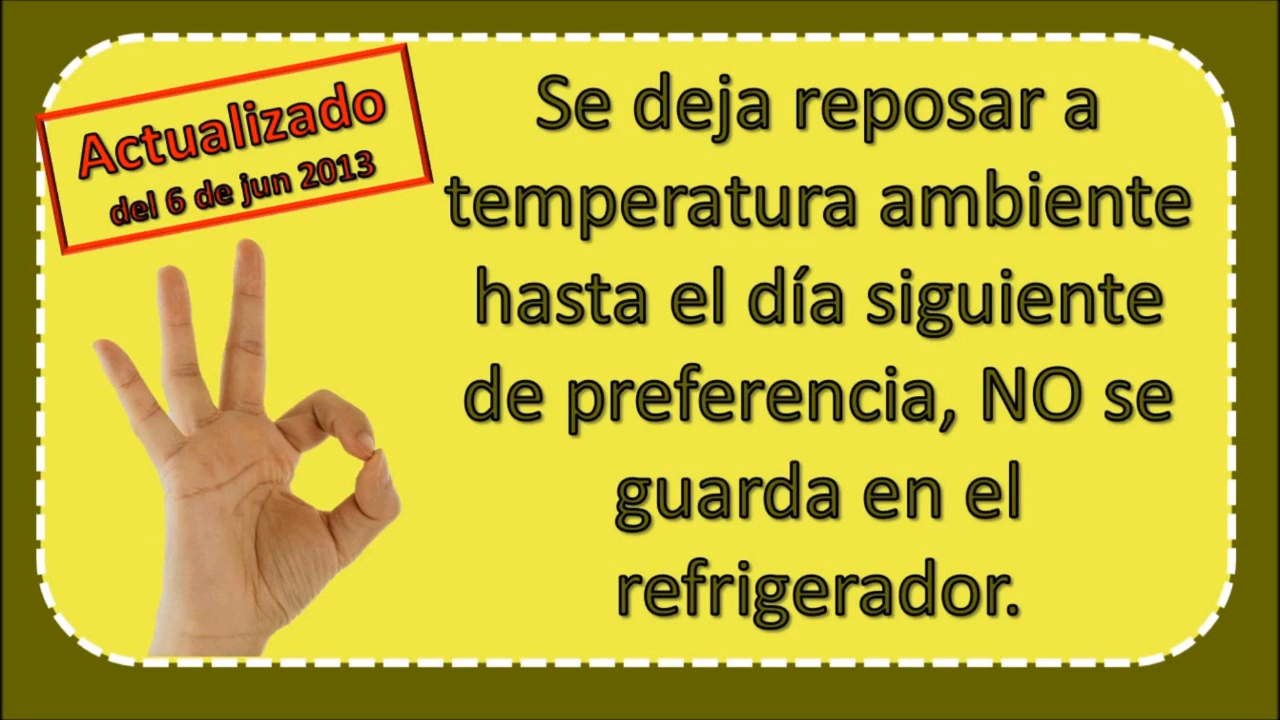 Actualizado
del 6 de jun 2013
Se deja reposar a
temperatura ambiente
hasta el día siguiente
de preferencia, NO se
guarda en el
refrigerador.